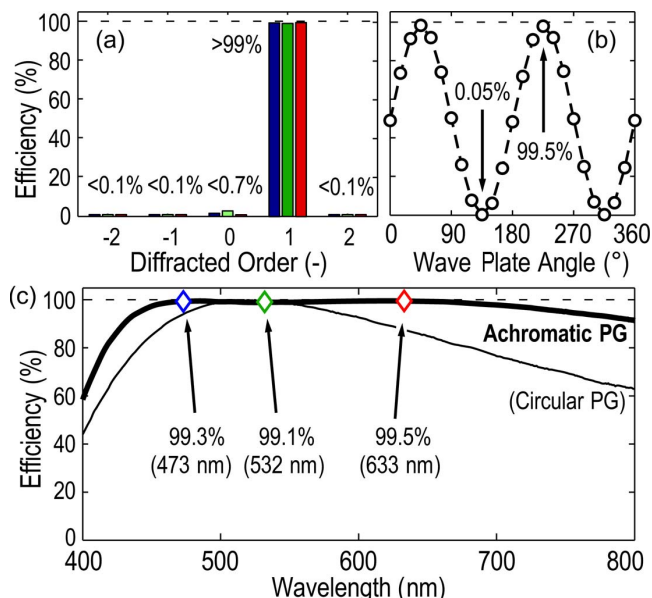 100
80
60
40
20
0
Efficiency (%)
(a)
>99%
<0.1%
<0.1%
<0.7%
<0.1%
-2
-1
0
1
2
Diffracted Order (-)
(b)
0.05%
99.5%
0
90
180
270
360
Wave Plate Angle (°)
(c)
100
80
60
40
20
0
Efficiency (%)
Achromatic PG
(Circular PG)
99.3%
(473 nm)
99.1%
(532 nm)
99.5%
(633 nm)
400
500
600
700
800
Wavelength (nm)